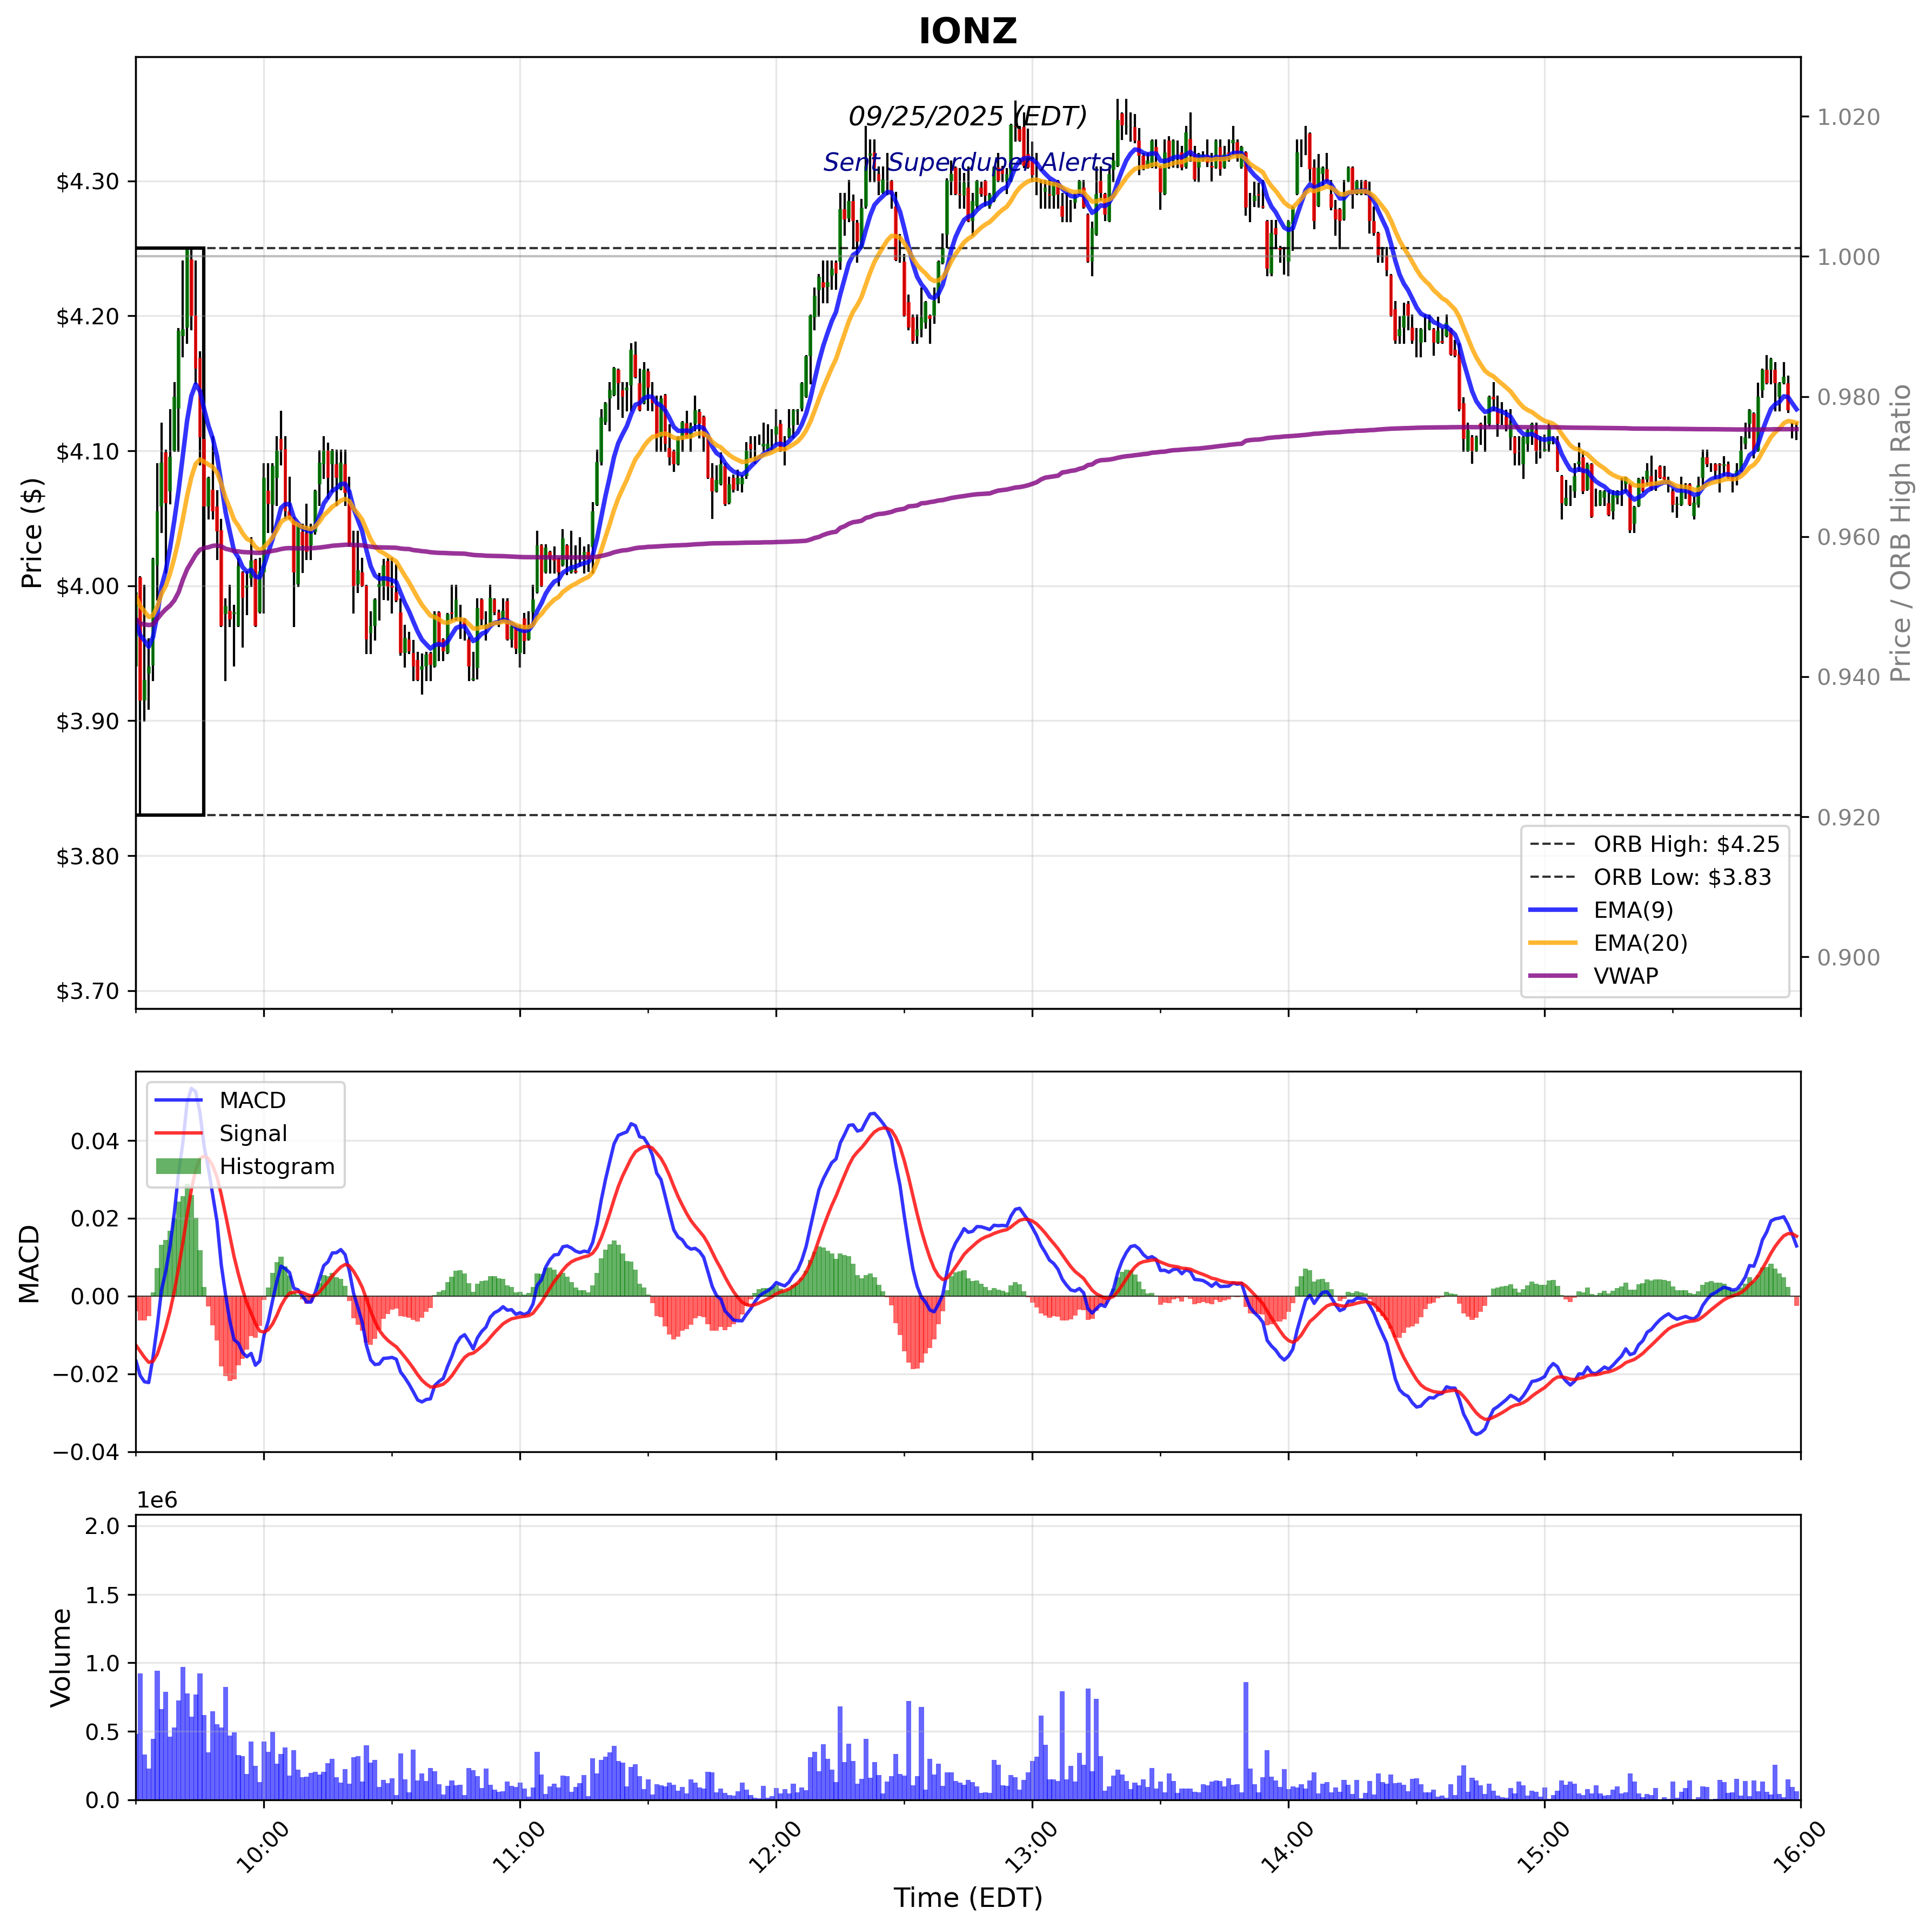 IONZ
09/25/2025 (EDT)
Sent Superduper Alerts
Price ($)
$4.30
$4.20
$4.10
$4.00
$3.90
$3.80
$3.70
1.020
1.000
0.980
0.960
0.940
0.920
0.900
Price / ORB High Ratio
ORB High: $4.25
ORB Low: $3.83
EMA(9)
EMA(20)
VWAP
MACD
0.04
0.02
0.00
−0.02
−0.04
MACD
Signal
Histogram
1e6
Volume
2.0
1.5
1.0
0.5
0.0
10:00
11:00
12:00
13:00
14:00
15:00
16:00
Time (EDT)